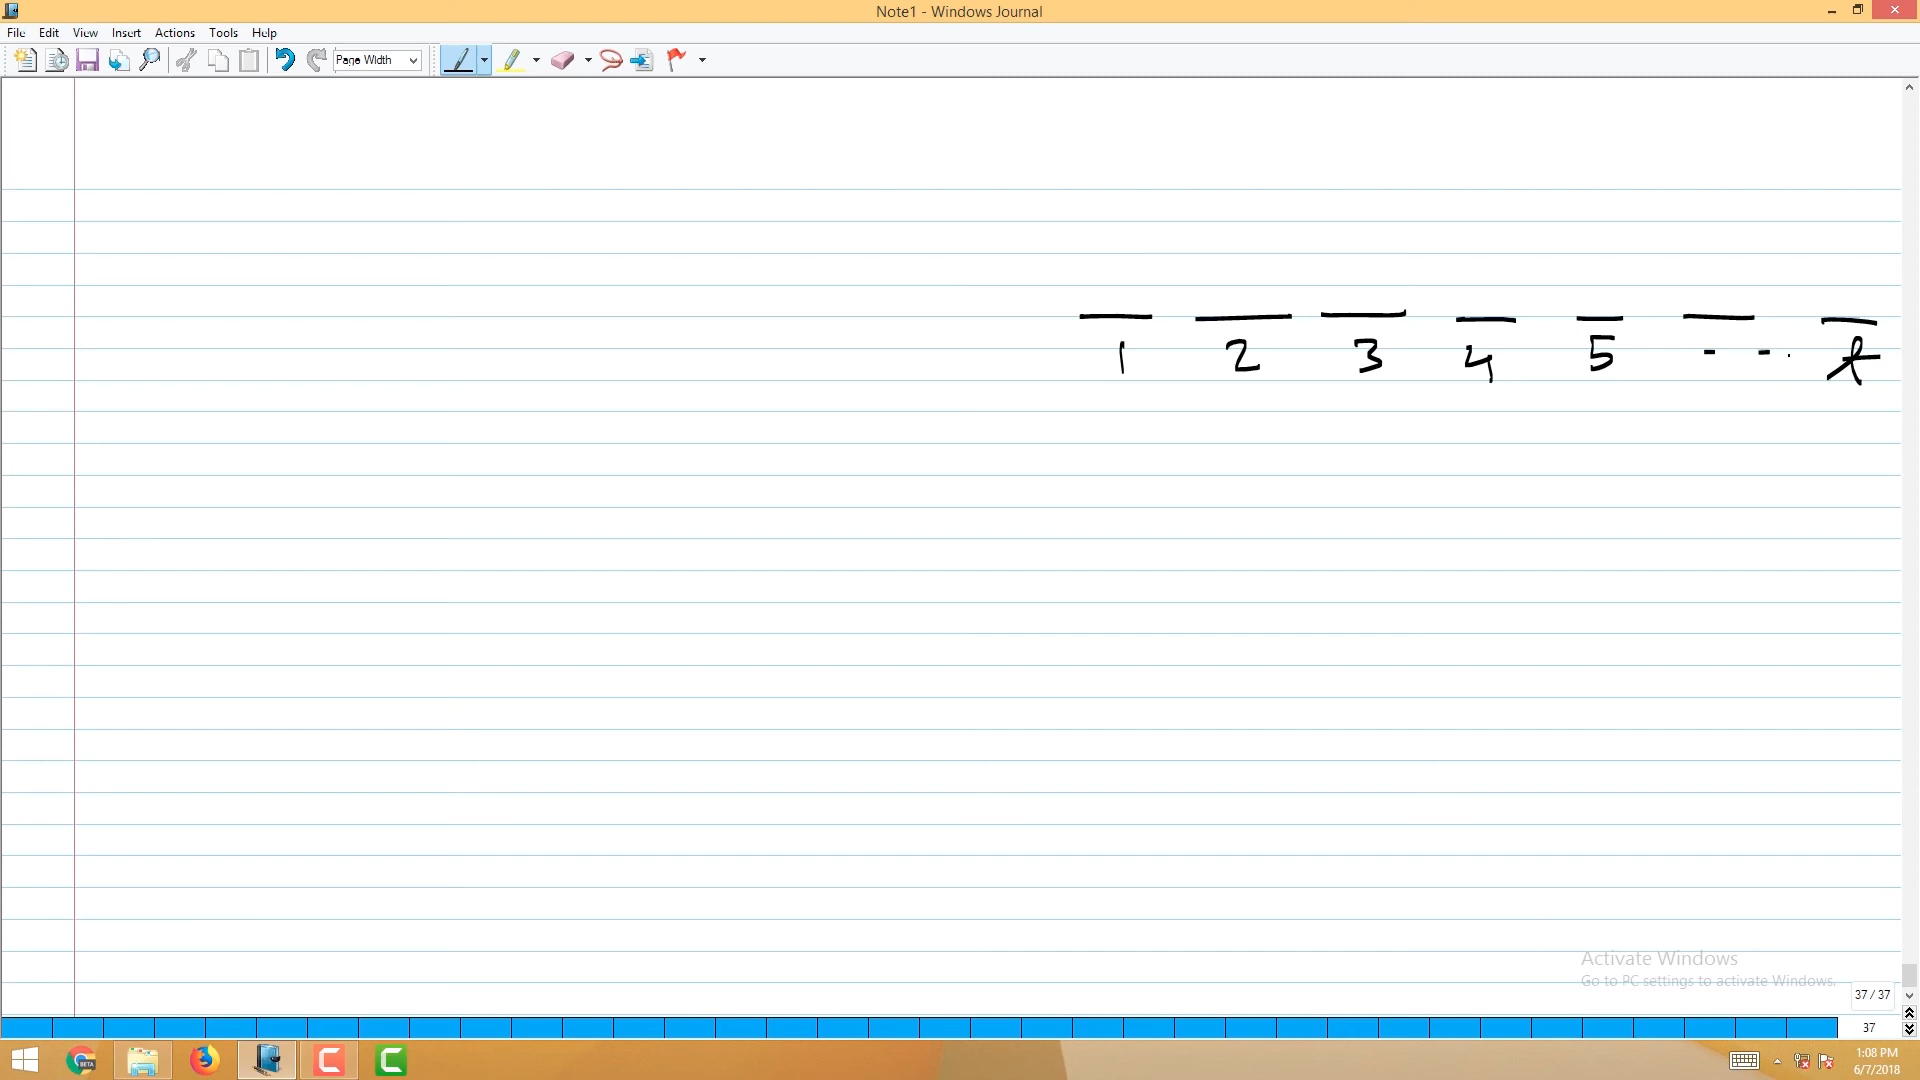 Note1 - Windows Journal
File Edit View Insert Actions Tools Help
Page Width
1 2 3 4 5 - - .
Activate Windows
Go to PC settings to activate Windows.
37 / 37
37
BETA
1:08 PM
6/7/2018